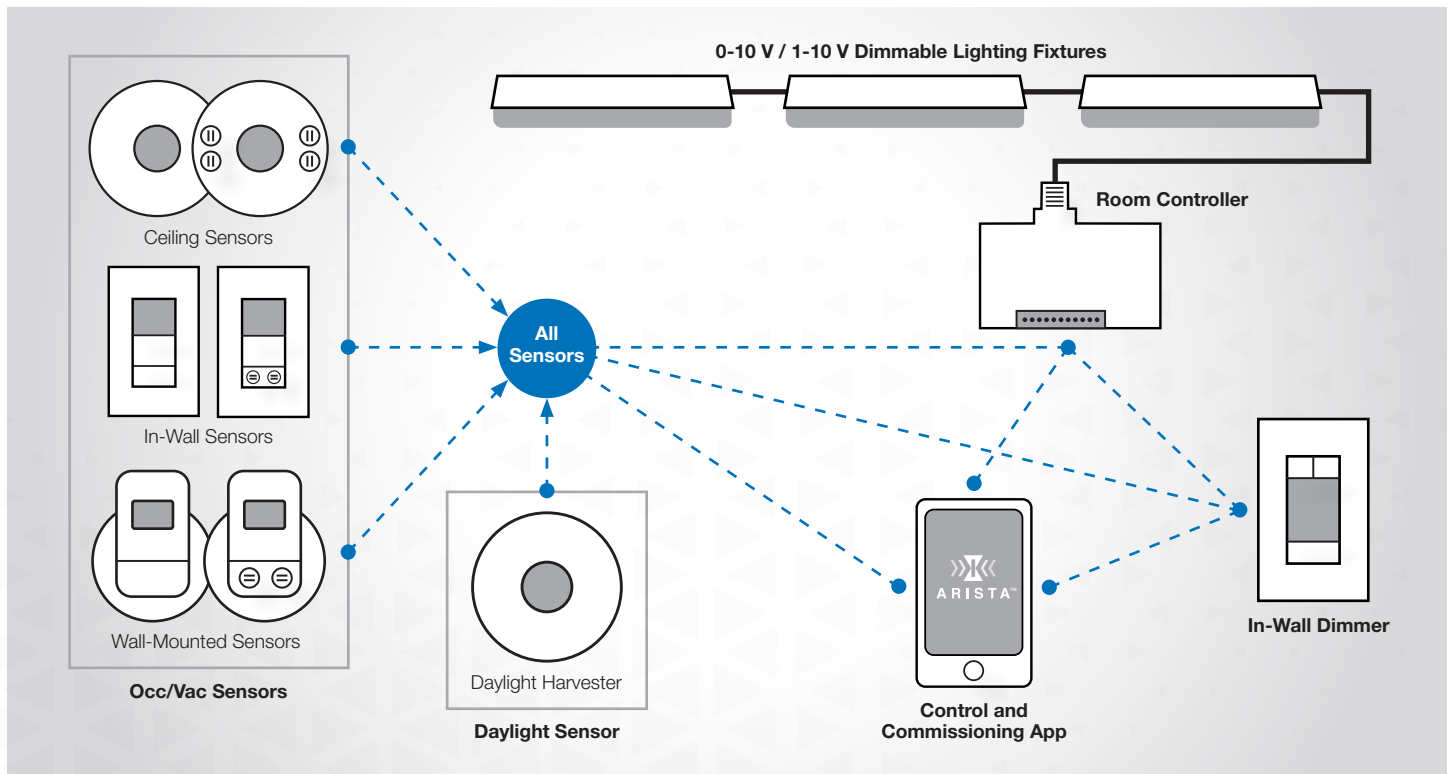 0-10 V / 1-10 V Dimmable Lighting Fixtures
Room Controller
Ceiling Sensors
All
Sensors
In-Wall Sensors
Wall-Mounted Sensors
Occ/Vac Sensors
Daylight Harvester
Daylight Sensor
ARISTA™
Control and
Commissioning App
In-Wall Dimmer